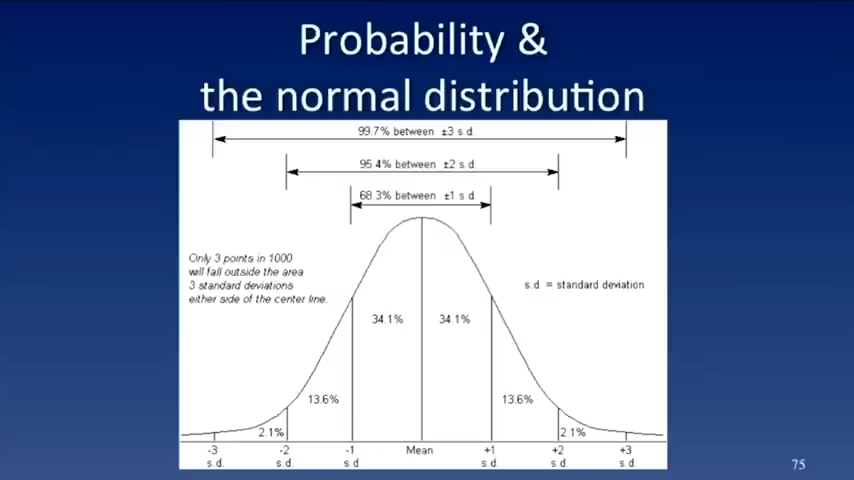 Probability &
the normal distribution
99.7% between ±3 s.d.
95.4% between ±2 s.d.
68.3% between ±1 s.d.
Only 3 points in 1000
will fall outside the area
3 standard deviations
either side of the center line.
s.d = standard deviation
34.1% 34.1%
13.6% 13.6%
2.1% 2.1%
-3 -2 -1 Mean +1 +2 +3
s.d. s.d. s.d. s.d. s.d. s.d.
75